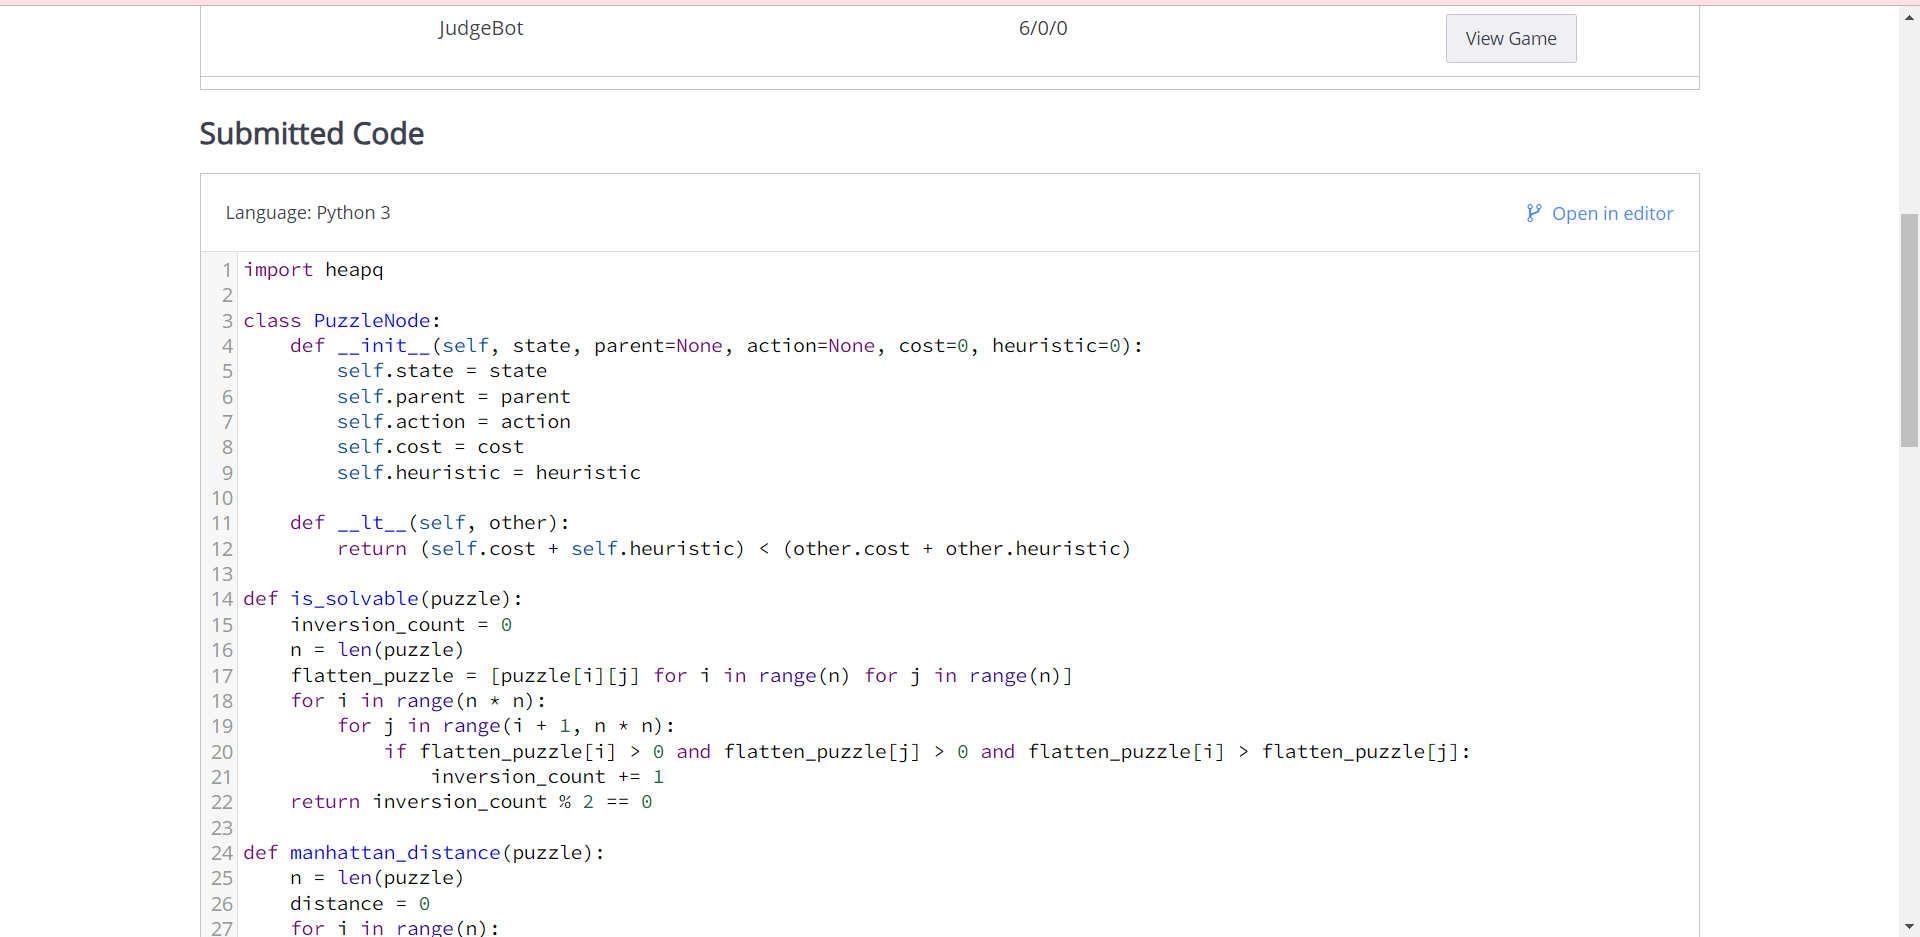 JudgeBot 6/0/0 View Game
Submitted Code
Language: Python 3 Open in editor
1 import heapq
2
3 class PuzzleNode:
4     def __init__(self, state, parent=None, action=None, cost=0, heuristic=0):
5         self.state = state
6         self.parent = parent
7         self.action = action
8         self.cost = cost
9         self.heuristic = heuristic
10
11     def __lt__(self, other):
12         return (self.cost + self.heuristic) < (other.cost + other.heuristic)
13
14 def is_solvable(puzzle):
15     inversion_count = 0
16     n = len(puzzle)
17     flatten_puzzle = [puzzle[i][j] for i in range(n) for j in range(n)]
18     for i in range(n * n):
19         for j in range(i + 1, n * n):
20             if flatten_puzzle[i] > 0 and flatten_puzzle[j] > 0 and flatten_puzzle[i] > flatten_puzzle[j]:
21                 inversion_count += 1
22     return inversion_count % 2 == 0
23
24 def manhattan_distance(puzzle):
25     n = len(puzzle)
26     distance = 0
27     for i in range(n):